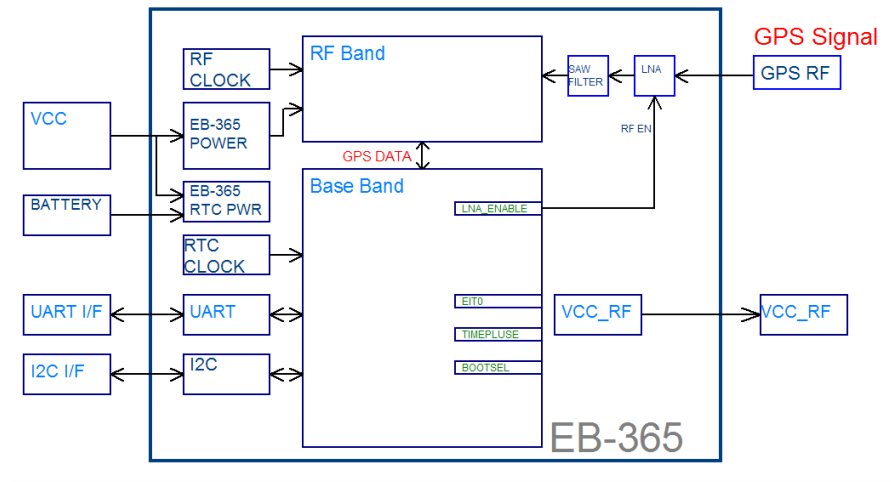 GPS Signal
RF
CLOCK
RF Band
SAW
FILTER
LNA
GPS RF
VCC
EB-365
POWER
RF EN
GPS DATA
BATTERY
EB-365
RTC PWR
Base Band
LNA_ENABLE
RTC
CLOCK
UART I/F
UART
EIT0
VCC_RF
VCC_RF
TIMEPLUSE
I2C I/F
I2C
BOOTSEL
EB-365